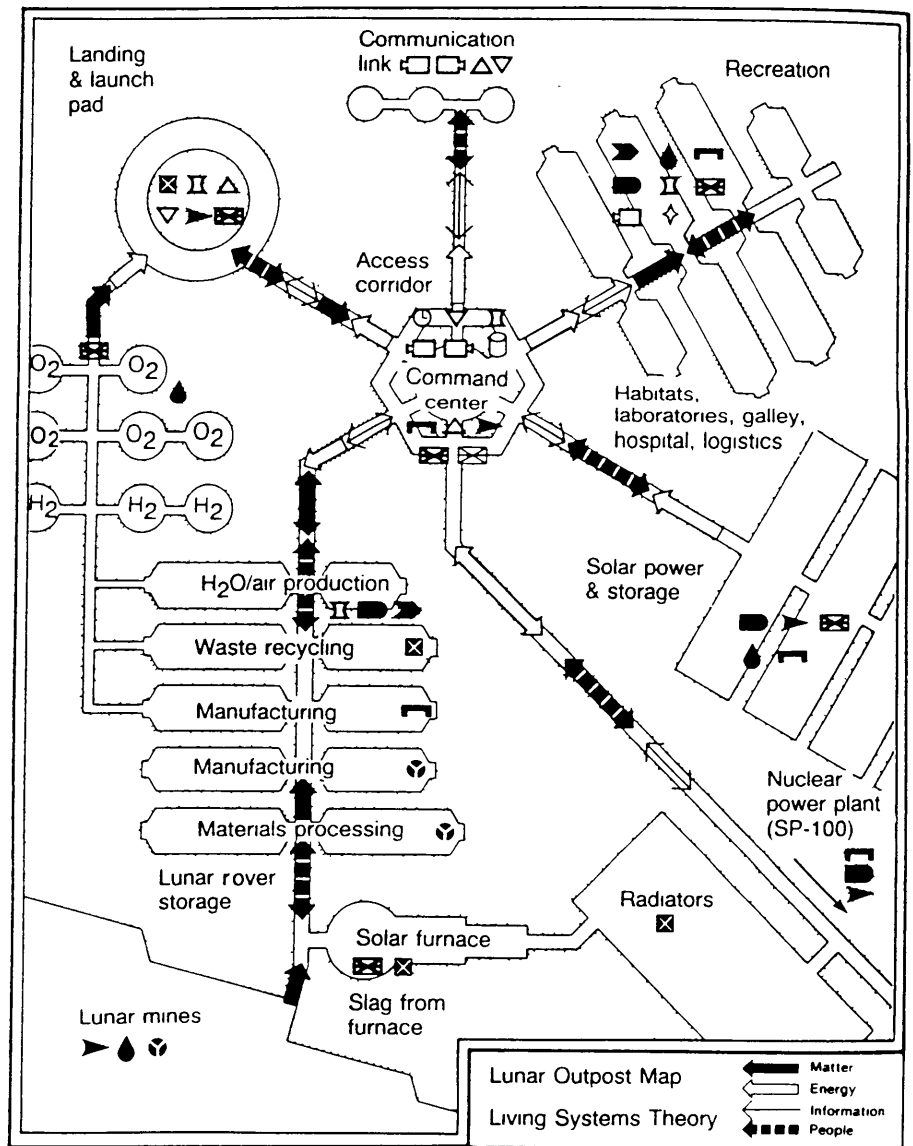 Communication
link
Landing
& launch
pad
Recreation
Access
corridor
Command
center
O2
O2
O2
O2
O2
H2
H2
H2
Habitats,
laboratories, galley,
hospital, logistics
Solar power
& storage
H2O/air production
Waste recycling
Manufacturing
Manufacturing
Materials processing
Lunar rover
storage
Nuclear
power plant
(SP-100)
Radiators
Solar furnace
Slag from
furnace
Lunar mines
Lunar Outpost Map
Living Systems Theory
Matter
Energy
Information
People